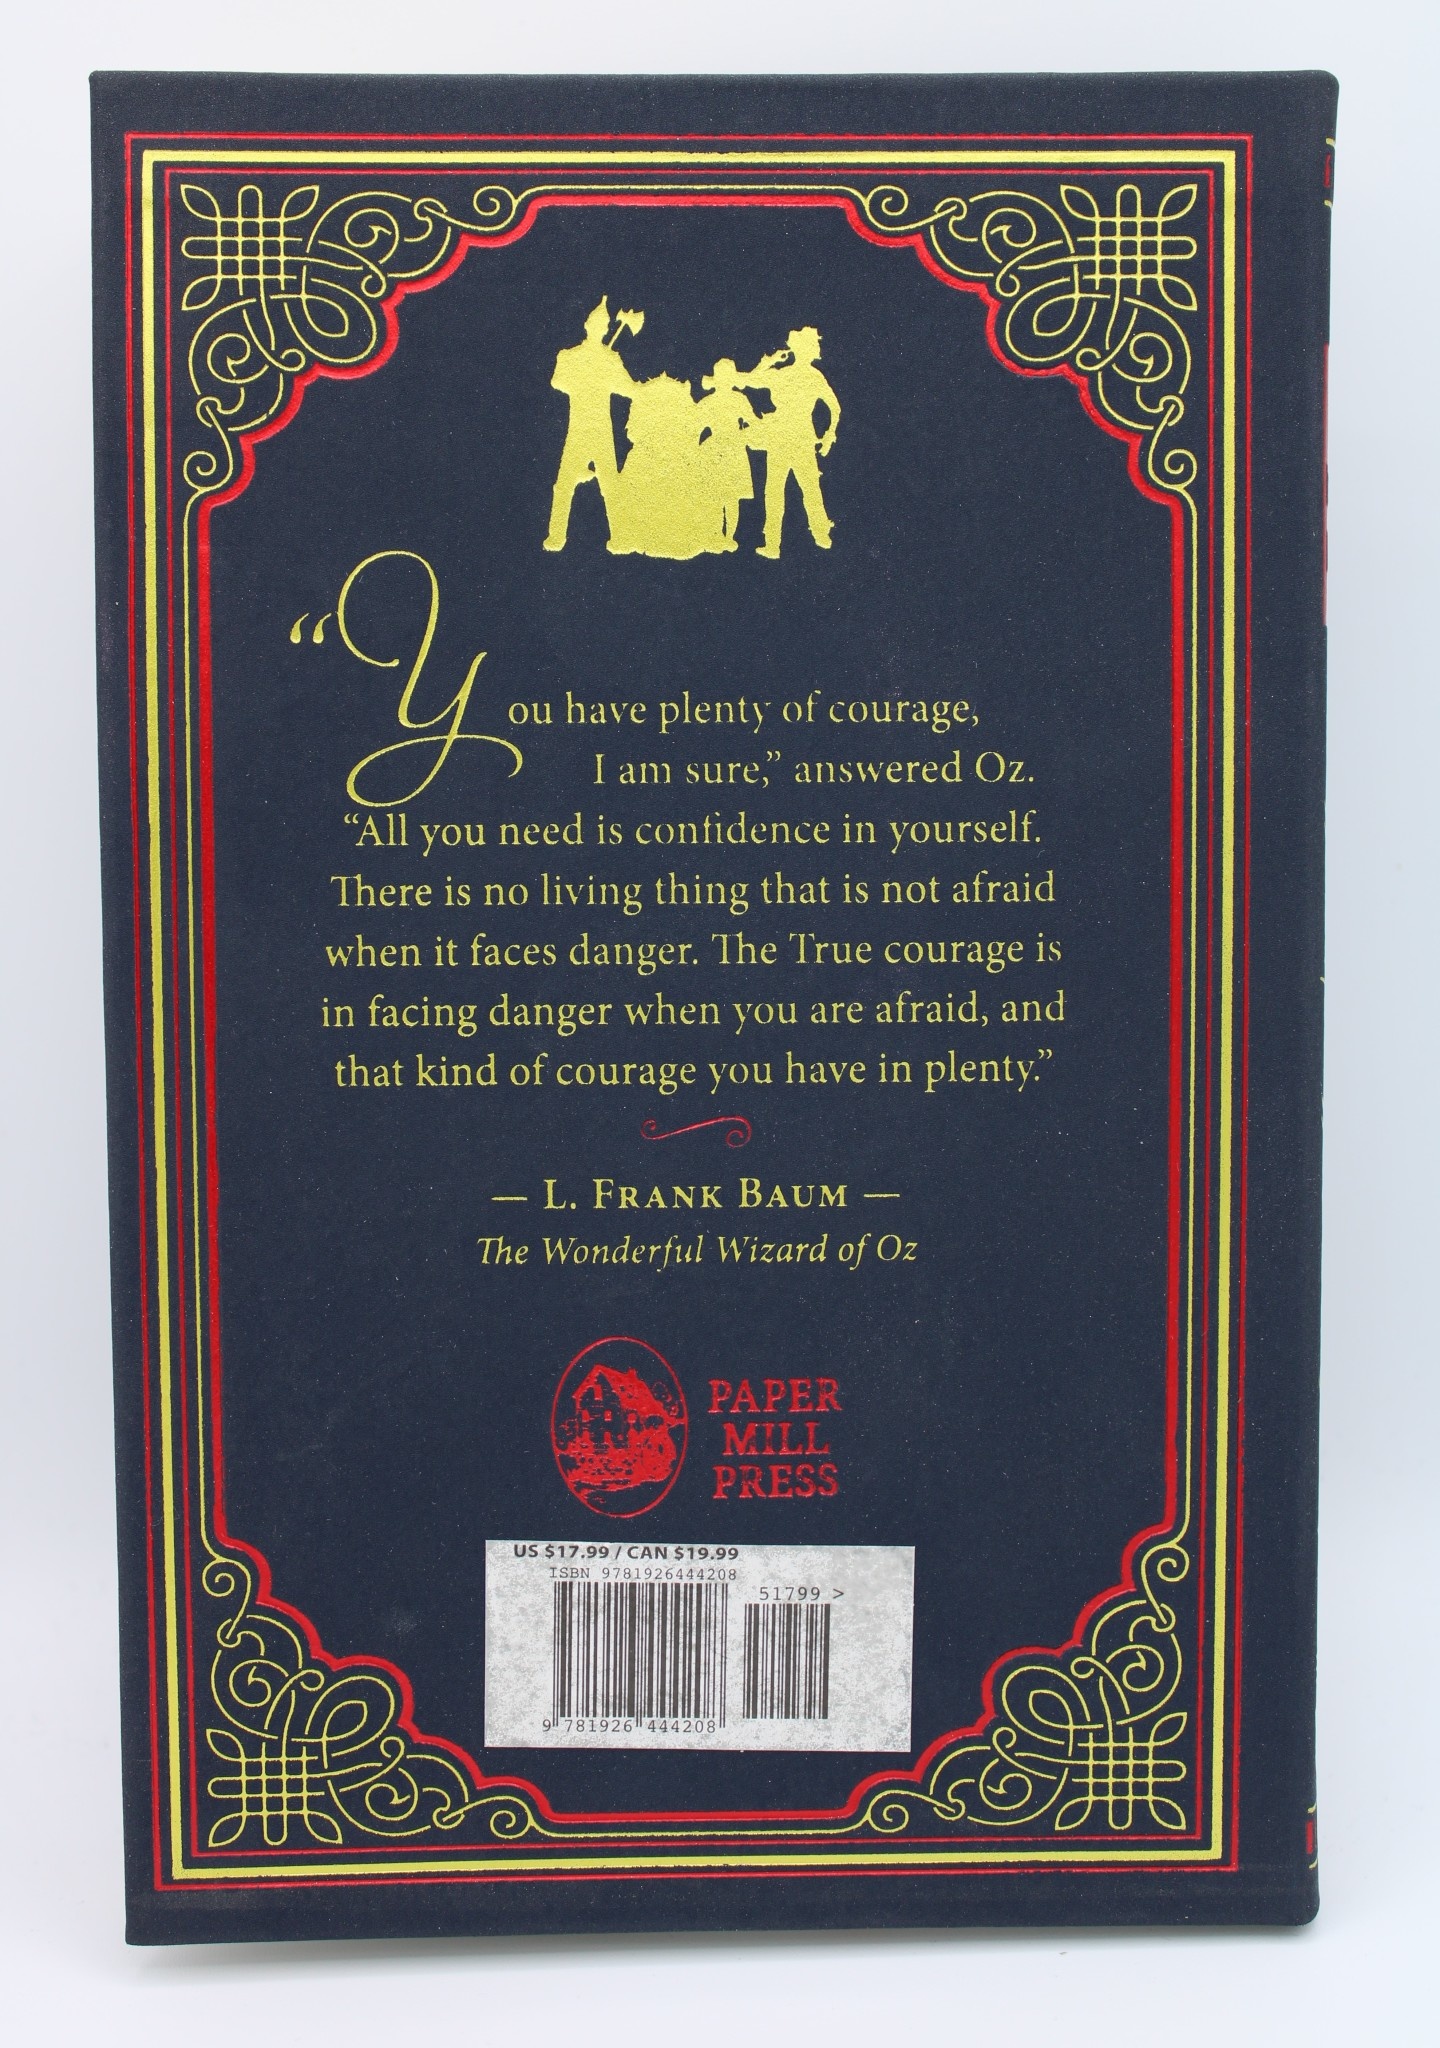 “You have plenty of courage,
I am sure,” answered Oz.
“All you need is confidence in yourself.
There is no living thing that is not afraid
when it faces danger. The True courage is
in facing danger when you are afraid, and
that kind of courage you have in plenty.”
— L. FRANK BAUM —
The Wonderful Wizard of Oz
PAPER
MILL
PRESS
US $17.99 / CAN $19.99
ISBN 9781926444208
51799 >
9 781926 444208